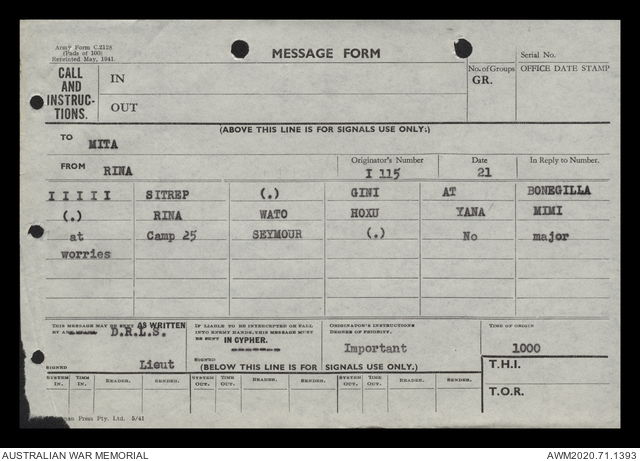 Army Form C.2128
(Pads of 100)
Reprinted May, 1941.
MESSAGE FORM
Serial No.
CALL
AND
INSTRUC-
TIONS.
IN
OUT
No. of Groups
GR.
OFFICE DATE STAMP
(ABOVE THIS LINE IS FOR SIGNALS USE ONLY:)
TO
MITA
FROM
RINA
Originator's Number
I 115
Date
21
In Reply to Number.
I I I I I SITREP (.) GINI AT BONEGILLA
(.) RINA WATO HOXU YANA MIMI
at Camp 25 SEYMOUR (.) No major
worries
THIS MESSAGE MAY BE SENT AS WRITTEN
BY ANY MEANS
D.R.L.S.
SIGNED
Lieut
IF LIABLE TO BE INTERCEPTED OR FALL
INTO ENEMY HANDS, THIS MESSAGE MUST
BE SENT IN CYPHER.
SIGNED
ORIGINATOR'S INSTRUCTIONS
DEGREE OF PRIORITY.
Important
TIME OF ORIGIN
1000
(BELOW THIS LINE IS FOR SIGNALS USE ONLY.)
T.H.I.
T.O.R.
SYSTEM IN. TIME IN. READER. SENDER. SYSTEM OUT. TIME OUT. READER. SENDER. SYSTEM OUT. TIME OUT. READER. SENDER.
Press Pty. Ltd. 5/41
AUSTRALIAN WAR MEMORIAL
AWM2020.71.1393